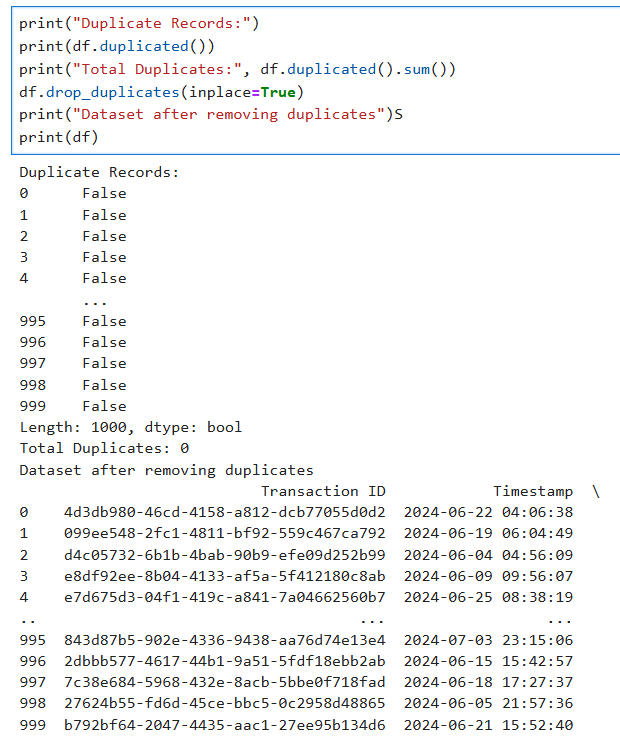 print("Duplicate Records:")
print(df.duplicated())
print("Total Duplicates:", df.duplicated().sum())
df.drop_duplicates(inplace=True)
print("Dataset after removing duplicates")S
print(df)
Duplicate Records:
0      False
1      False
2      False
3      False
4      False
       ...
995    False
996    False
997    False
998    False
999    False
Length: 1000, dtype: bool
Total Duplicates: 0
Dataset after removing duplicates
                           Transaction ID            Timestamp  \
0    4d3db980-46cd-4158-a812-dcb77055d0d2  2024-06-22 04:06:38
1    099ee548-2fc1-4811-bf92-559c467ca792  2024-06-19 06:04:49
2    d4c05732-6b1b-4bab-90b9-efe09d252b99  2024-06-04 04:56:09
3    e8df92ee-8b04-4133-af5a-5f412180c8ab  2024-06-09 09:56:07
4    e7d675d3-04f1-419c-a841-7a04662560b7  2024-06-25 08:38:19
..                                    ...                  ...
995  843d87b5-902e-4336-9438-aa76d74e13e4  2024-07-03 23:15:06
996  2dbbb577-4617-44b1-9a51-5fdf18ebb2ab  2024-06-15 15:42:57
997  7c38e684-5968-432e-8acb-5bbe0f718fad  2024-06-18 17:27:37
998  27624b55-fd6d-45ce-bbc5-0c2958d48865  2024-06-05 21:57:36
999  b792bf64-2047-4435-aac1-27ee95b134d6  2024-06-21 15:52:40